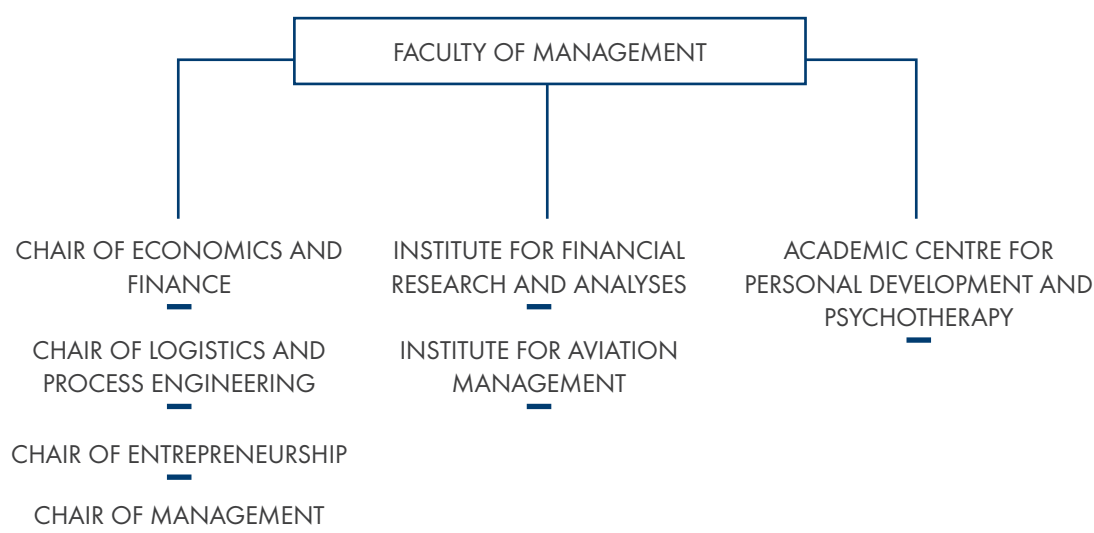 FACULTY OF MANAGEMENT
CHAIR OF ECONOMICS AND
FINANCE
CHAIR OF LOGISTICS AND
PROCESS ENGINEERING
CHAIR OF ENTREPRENEURSHIP
CHAIR OF MANAGEMENT
INSTITUTE FOR FINANCIAL
RESEARCH AND ANALYSES
INSTITUTE FOR AVIATION
MANAGEMENT
ACADEMIC CENTRE FOR
PERSONAL DEVELOPMENT AND
PSYCHOTHERAPY